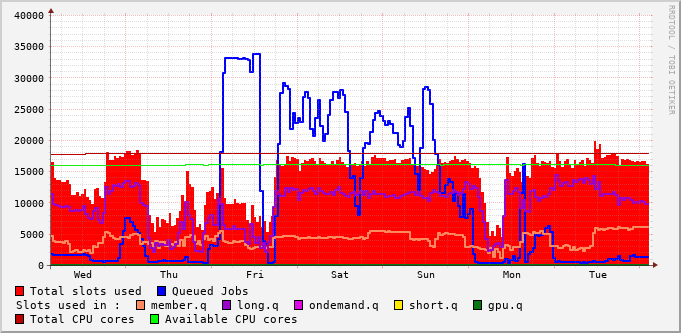 40000
35000
30000
25000
20000
15000
10000
5000
0
Wed Thu Fri Sat Sun Mon Tue
RRDTOOL / TOBI OETIKER
Total slots used Queued Jobs
Slots used in : member.q long.q ondemand.q short.q gpu.q
Total CPU cores Available CPU cores